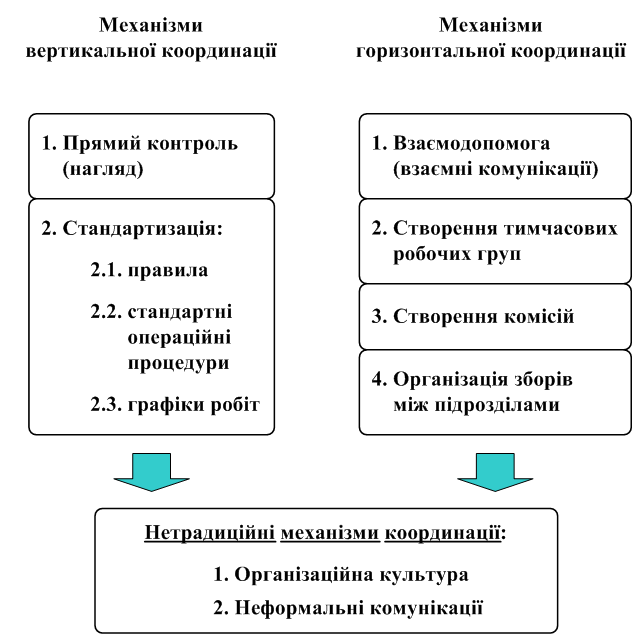 Механізми
вертикальної координації
1. Прямий контроль
(нагляд)
2. Стандартизація:
2.1. правила
2.2. стандартні
операційні
процедури
2.3. графіки робіт
Механізми
горизонтальної координації
1. Взаємодопомога
(взаємні комунікації)
2. Створення тимчасових
робочих груп
3. Створення комісій
4. Організація зборів
між підрозділами
Нетрадиційні механізми координації:
1. Організаційна культура
2. Неформальні комунікації